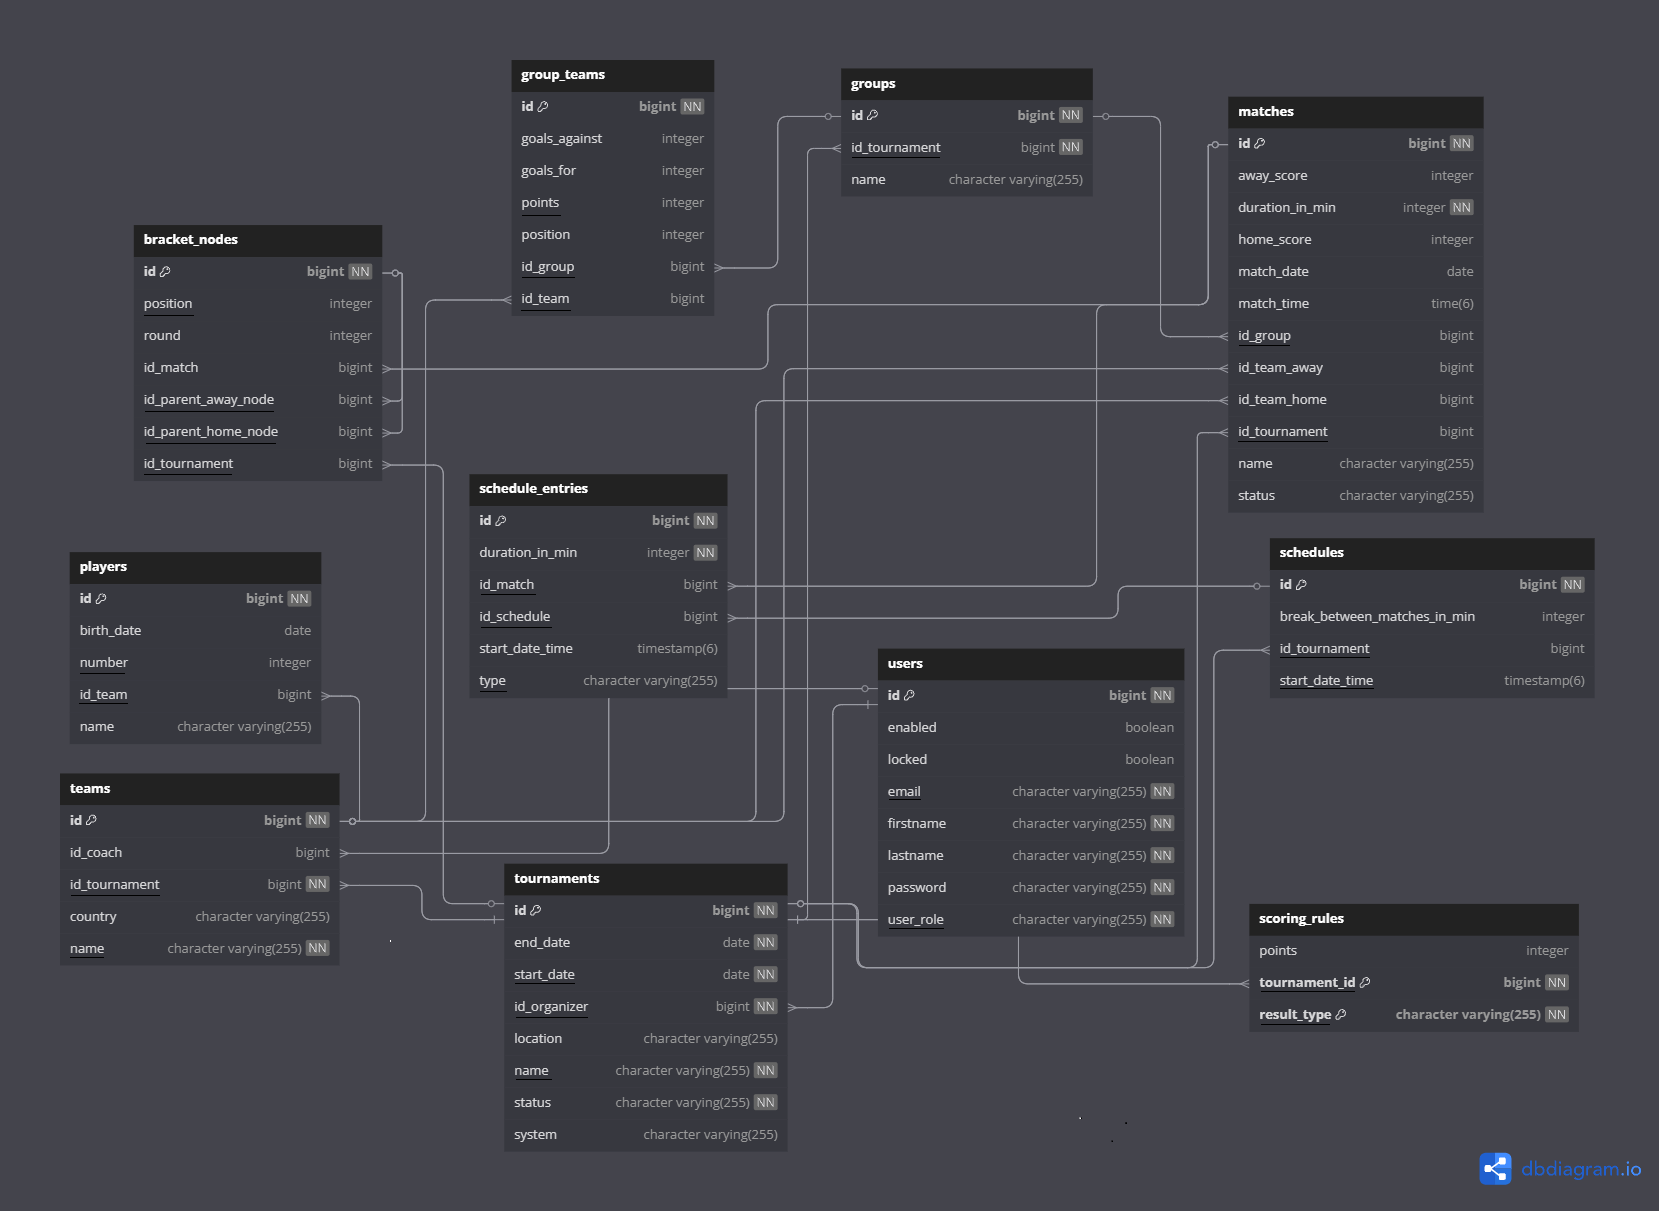 group_teams
id bigint NN
goals_against integer
goals_for integer
points integer
position integer
id_group bigint
id_team bigint
groups
id bigint NN
id_tournament bigint NN
name character varying(255)
matches
id bigint NN
away_score integer
duration_in_min integer NN
home_score integer
match_date date
match_time time(6)
id_group bigint
id_team_away bigint
id_team_home bigint
id_tournament bigint
name character varying(255)
status character varying(255)
bracket_nodes
id bigint NN
position integer
round integer
id_match bigint
id_parent_away_node bigint
id_parent_home_node bigint
id_tournament bigint
schedule_entries
id bigint NN
duration_in_min integer NN
id_match bigint
id_schedule bigint
start_date_time timestamp(6)
type character varying(255)
schedules
id bigint NN
break_between_matches_in_min integer
id_tournament bigint
start_date_time timestamp(6)
players
id bigint NN
birth_date date
number integer
id_team bigint
name character varying(255)
users
id bigint NN
enabled boolean
locked boolean
email character varying(255) NN
firstname character varying(255) NN
lastname character varying(255) NN
password character varying(255) NN
user_role character varying(255) NN
teams
id bigint NN
id_coach bigint
id_tournament bigint NN
country character varying(255)
name character varying(255) NN
tournaments
id bigint NN
end_date date NN
start_date date NN
id_organizer bigint NN
location character varying(255)
name character varying(255) NN
status character varying(255) NN
system character varying(255)
scoring_rules
points integer
tournament_id bigint NN
result_type character varying(255) NN
dbdiagram.io